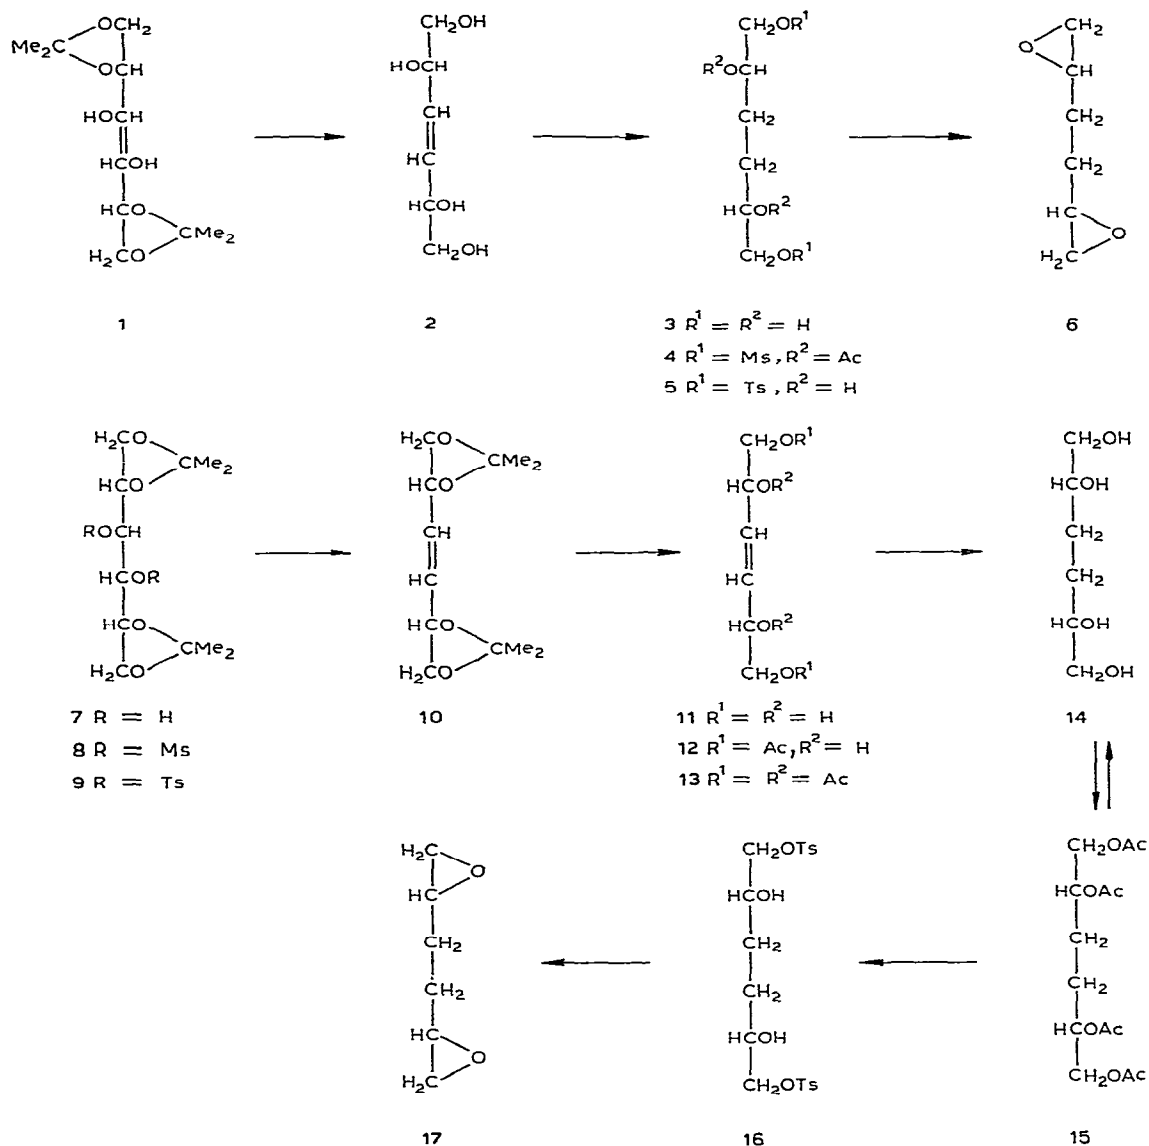 OCH₂ CH₂OH CH₂OR¹ CH₂
Me₂C O
OCH HOCH R²OCH CH
HOCH CH CH₂ CH₂
HCOH HC CH₂ CH₂
HCO HCOH HCOR² HC
CMe₂ O
H₂CO CH₂OH CH₂OR¹ H₂C
1 2 3 R¹ = R² = H 6
4 R¹ = Ms, R² = Ac
5 R¹ = Ts, R² = H
H₂CO H₂CO CH₂OR¹ CH₂OH
CMe₂ CMe₂
HCO HCO HCOR² HCOH
ROCH CH CH CH₂
HCOR HC HC CH₂
HCO HCO HCOR² HCOH
CMe₂ CMe₂
H₂CO H₂CO CH₂OR¹ CH₂OH
7 R = H 10 11 R¹ = R² = H 14
8 R = Ms 12 R¹ = Ac, R² = H
9 R = Ts 13 R¹ = R² = Ac
H₂C CH₂OTs CH₂OAc
O
HC HCOH HCOAc
CH₂ CH₂ CH₂
CH₂ CH₂ CH₂
HC HCOH HCOAc
O
H₂C CH₂OTs CH₂OAc
17 16 15